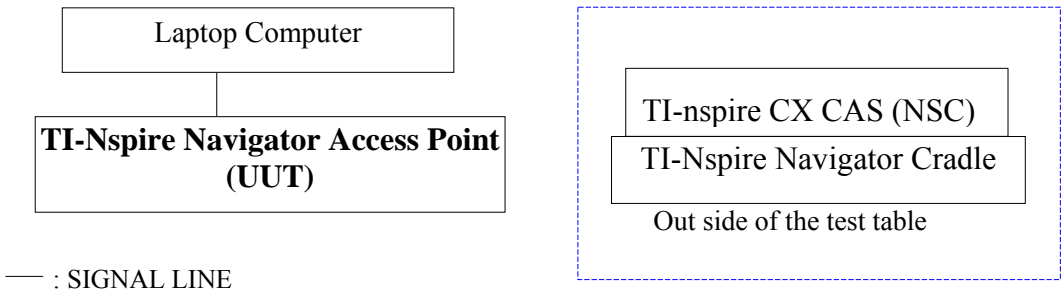 Laptop Computer
TI-Nspire Navigator Access Point
(UUT)
TI-nspire CX CAS (NSC)
TI-Nspire Navigator Cradle
Out side of the test table
: SIGNAL LINE